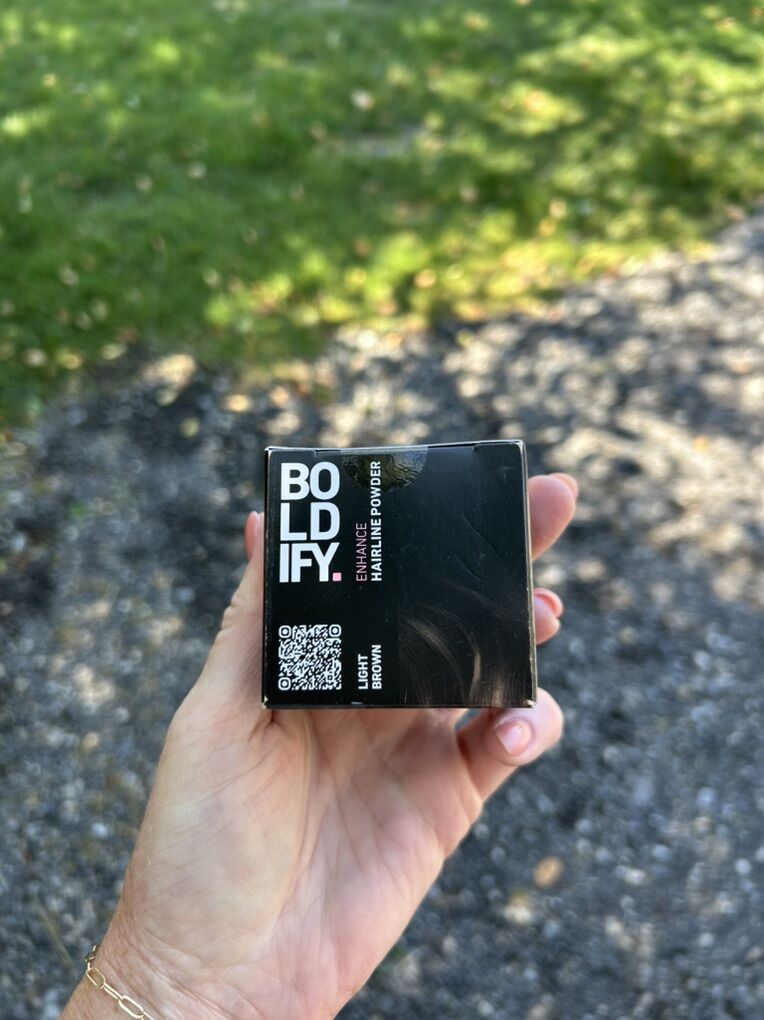 BO
LD
IFY.
ENHANCE
HAIRLINE POWDER
LIGHT
BROWN